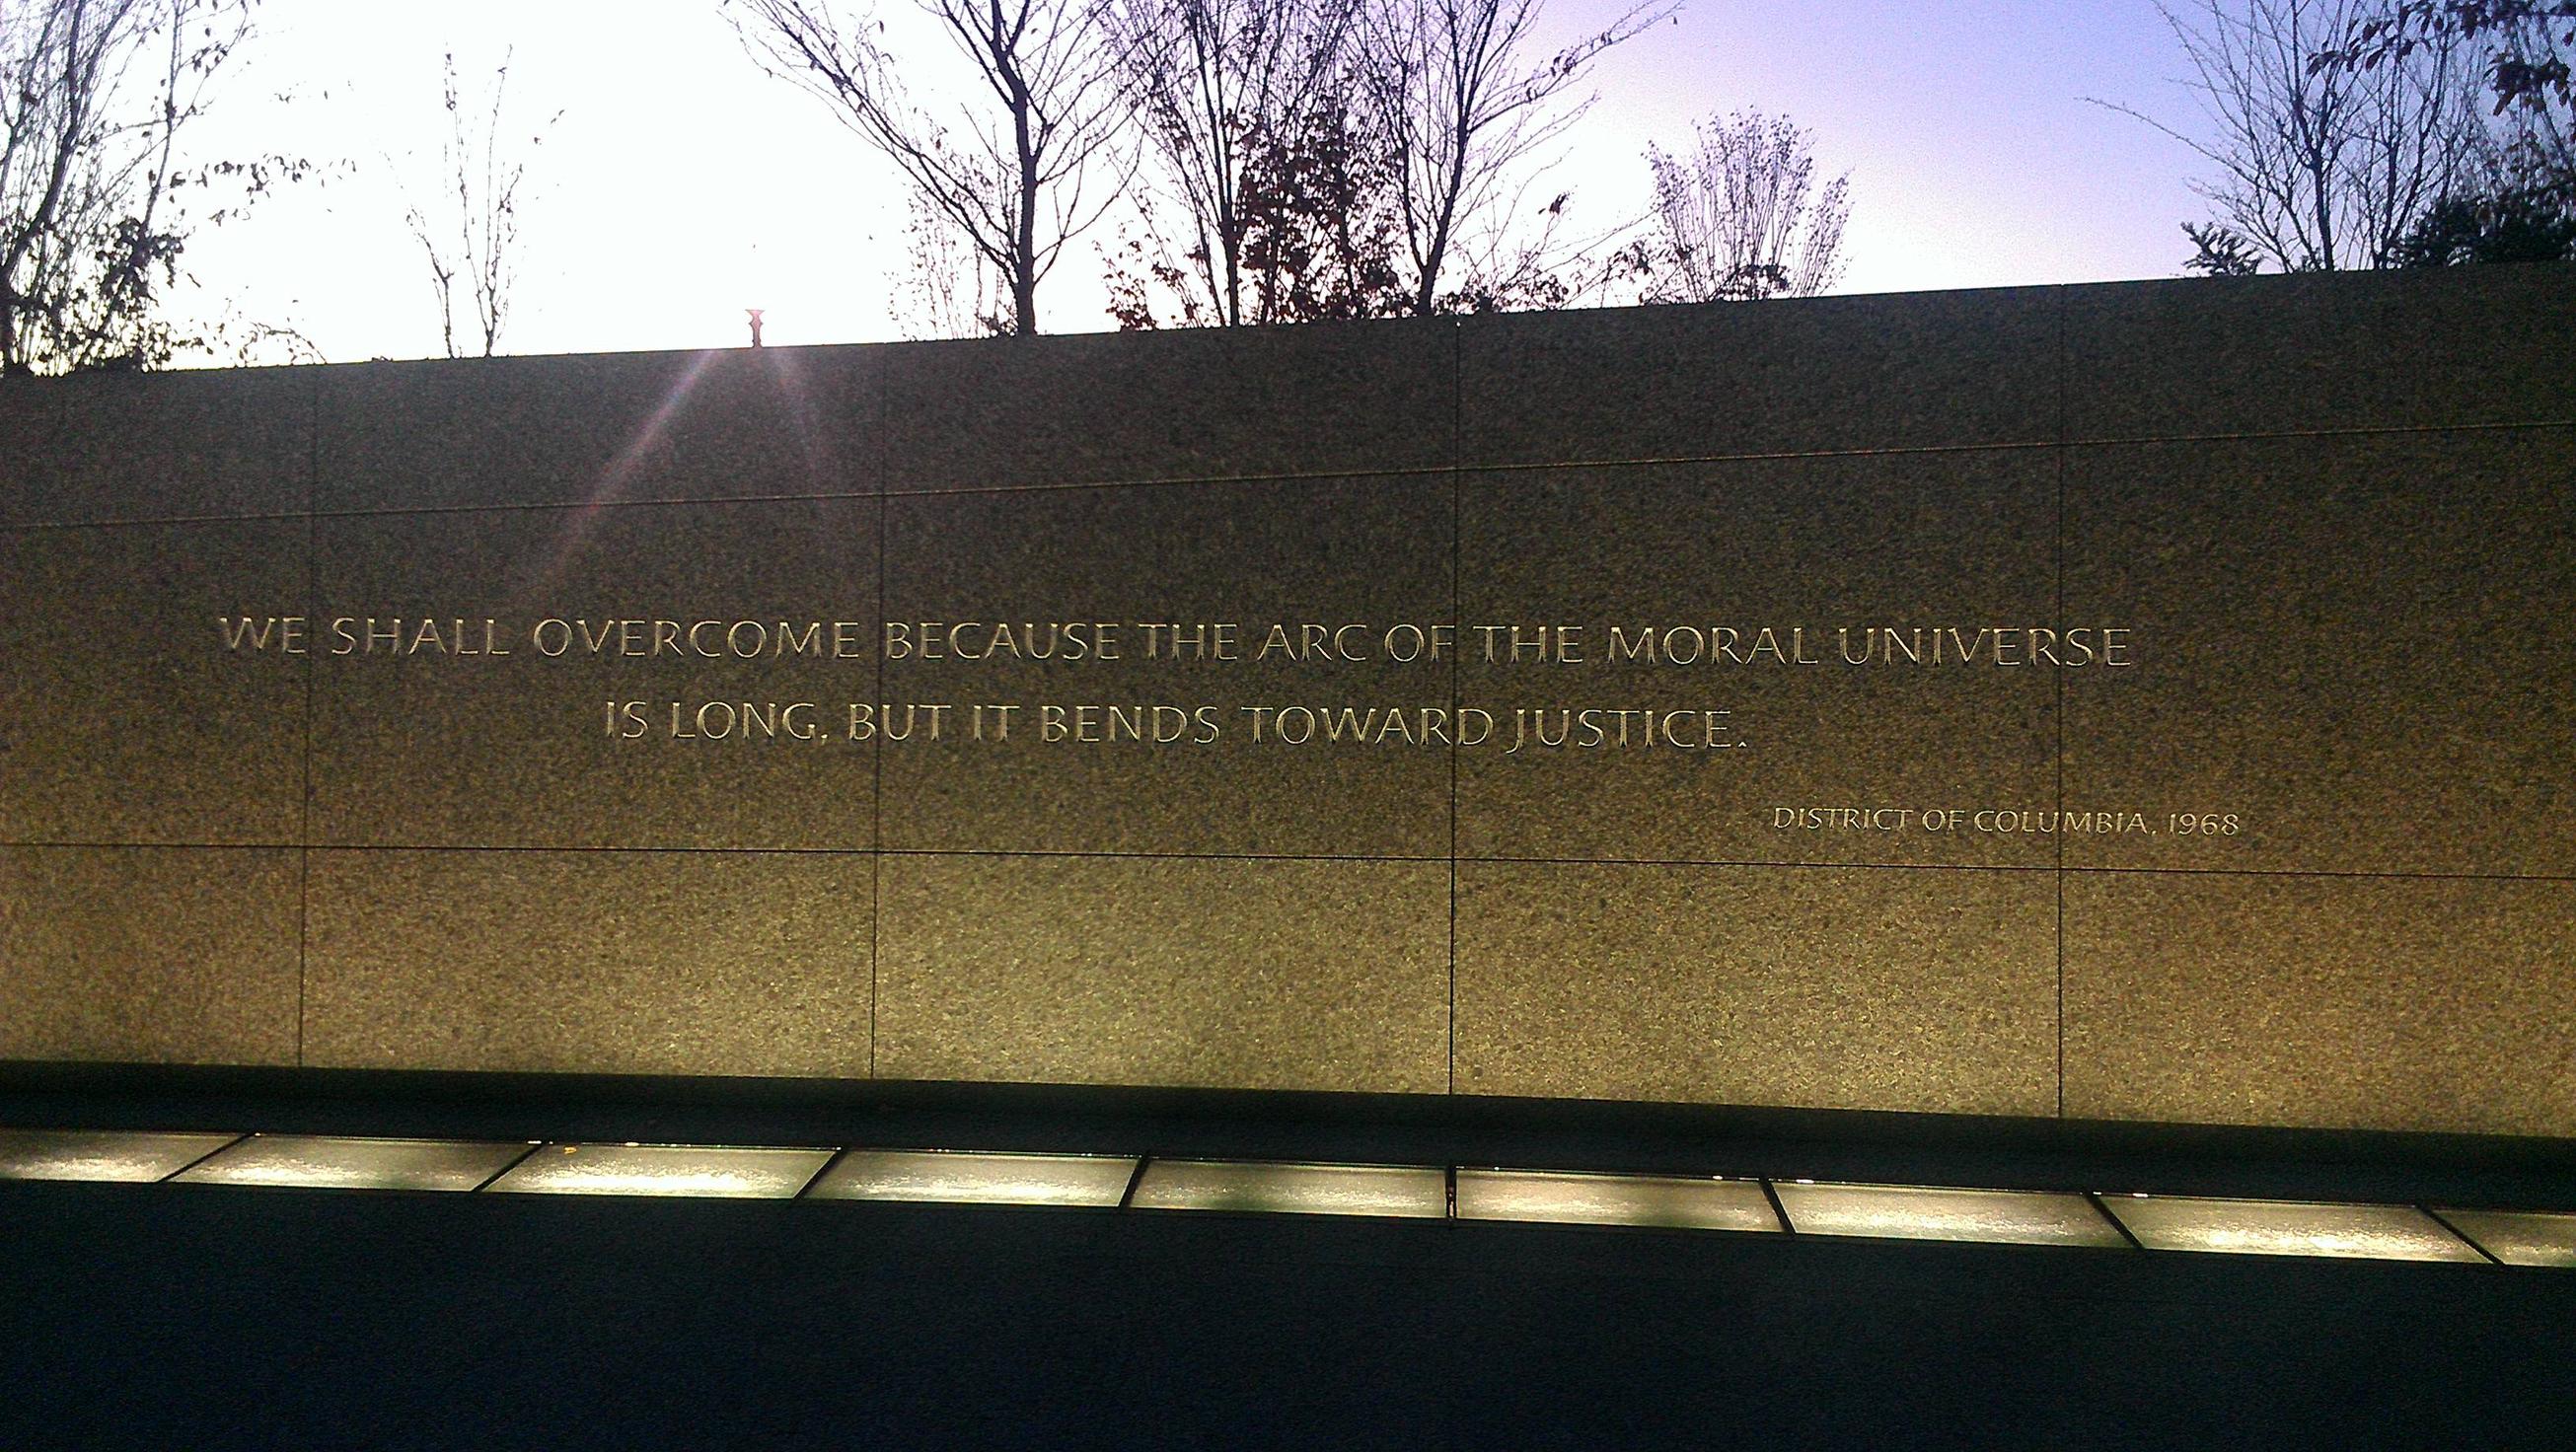 WE SHALL OVERCOME BECAUSE THE ARC OF THE MORAL UNIVERSE
IS LONG, BUT IT BENDS TOWARD JUSTICE.
DISTRICT OF COLUMBIA, 1968